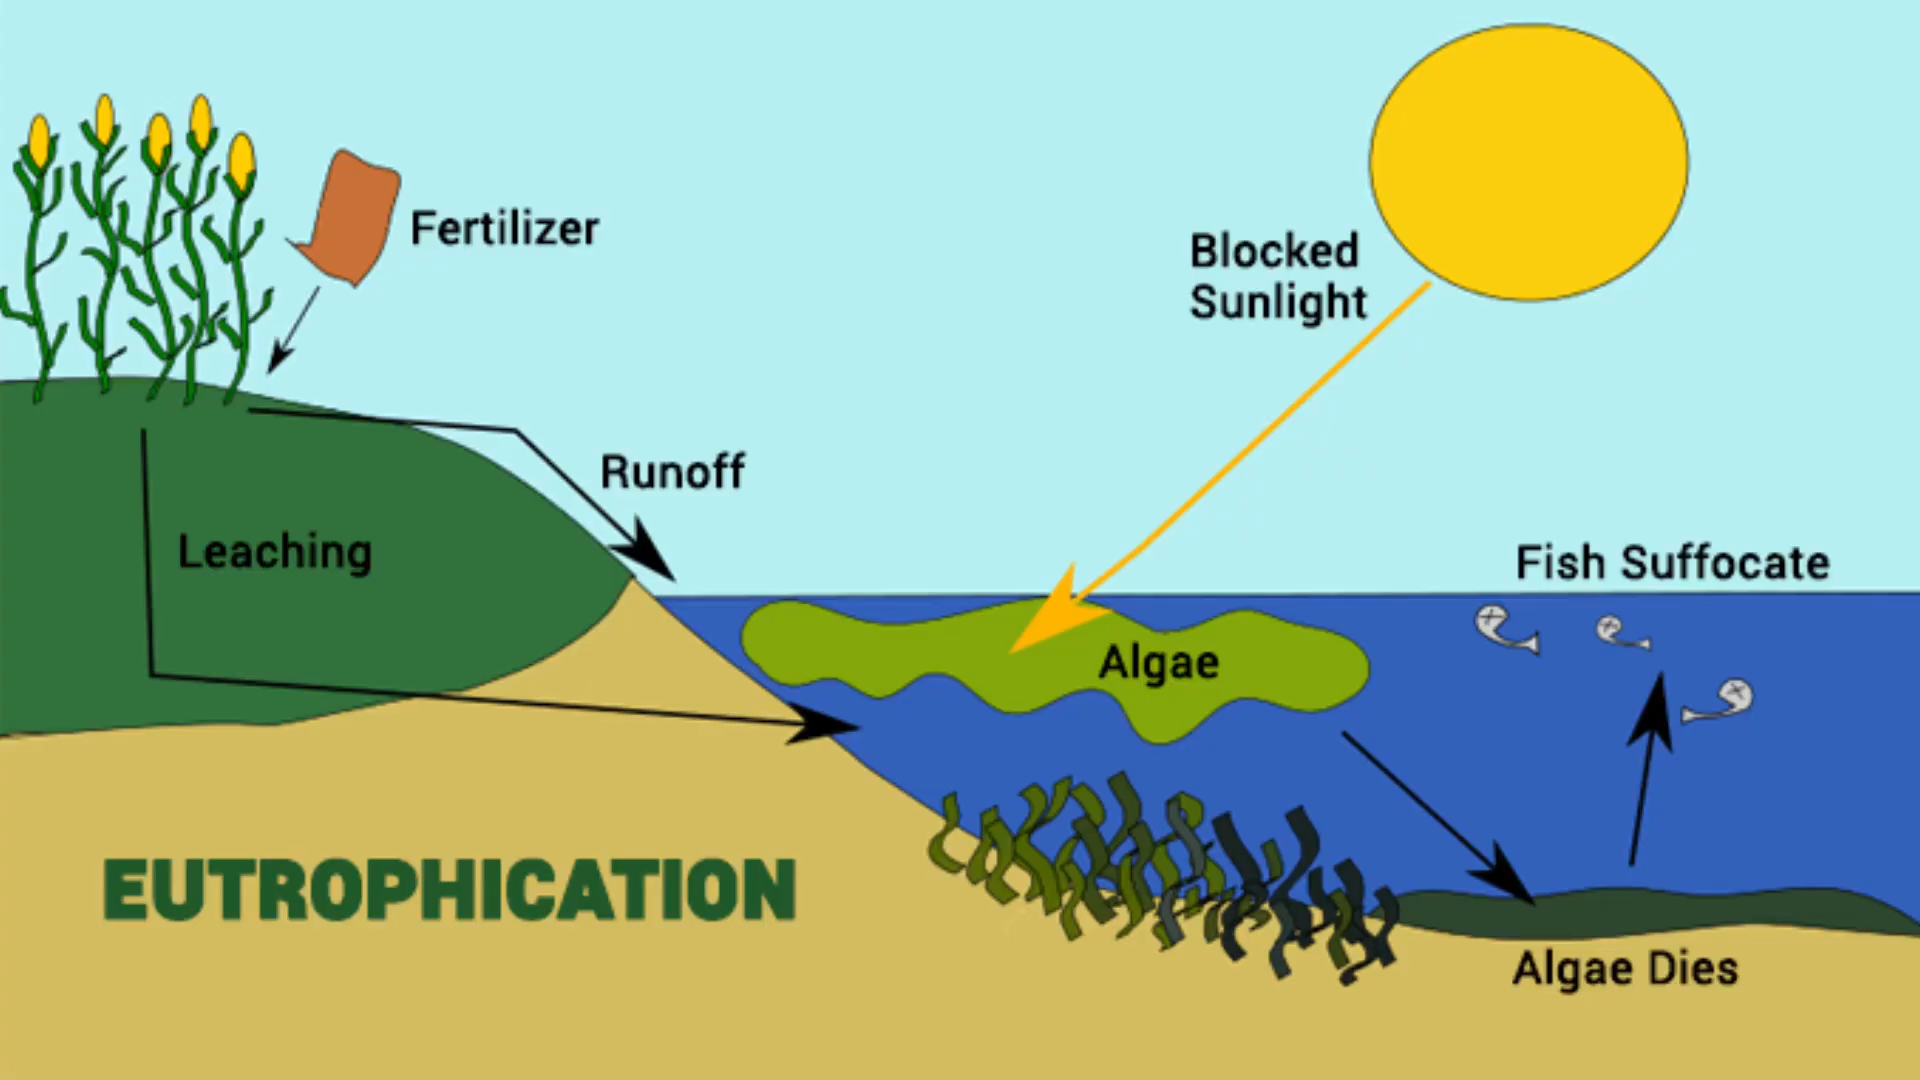 Fertilizer
Blocked
Sunlight
Runoff
Leaching
Fish Suffocate
Algae
EUTROPHICATION
Algae Dies